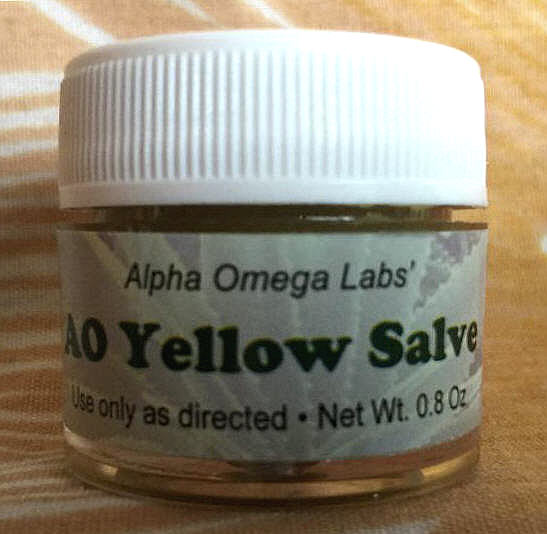 Alpha Omega Labs'
AO Yellow Salve
Use only as directed • Net Wt. 0.8 Oz